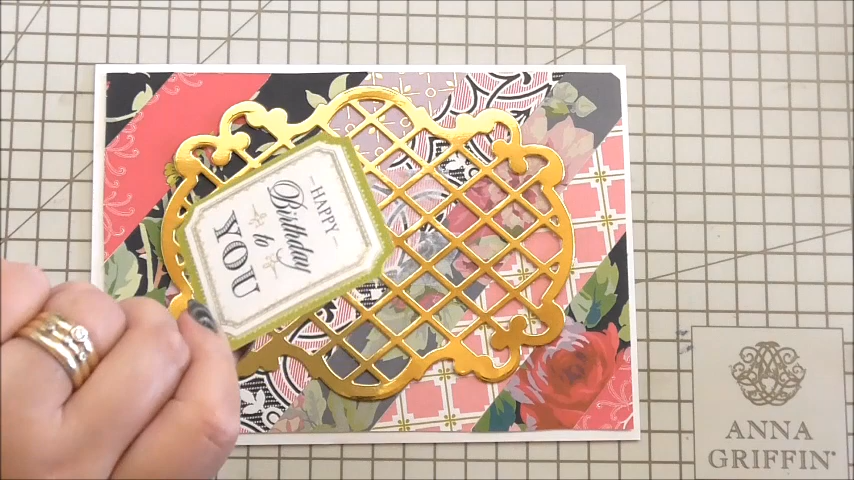 —HAPPY—
Birthday
to
YOU
ANNA
GRIFFIN®